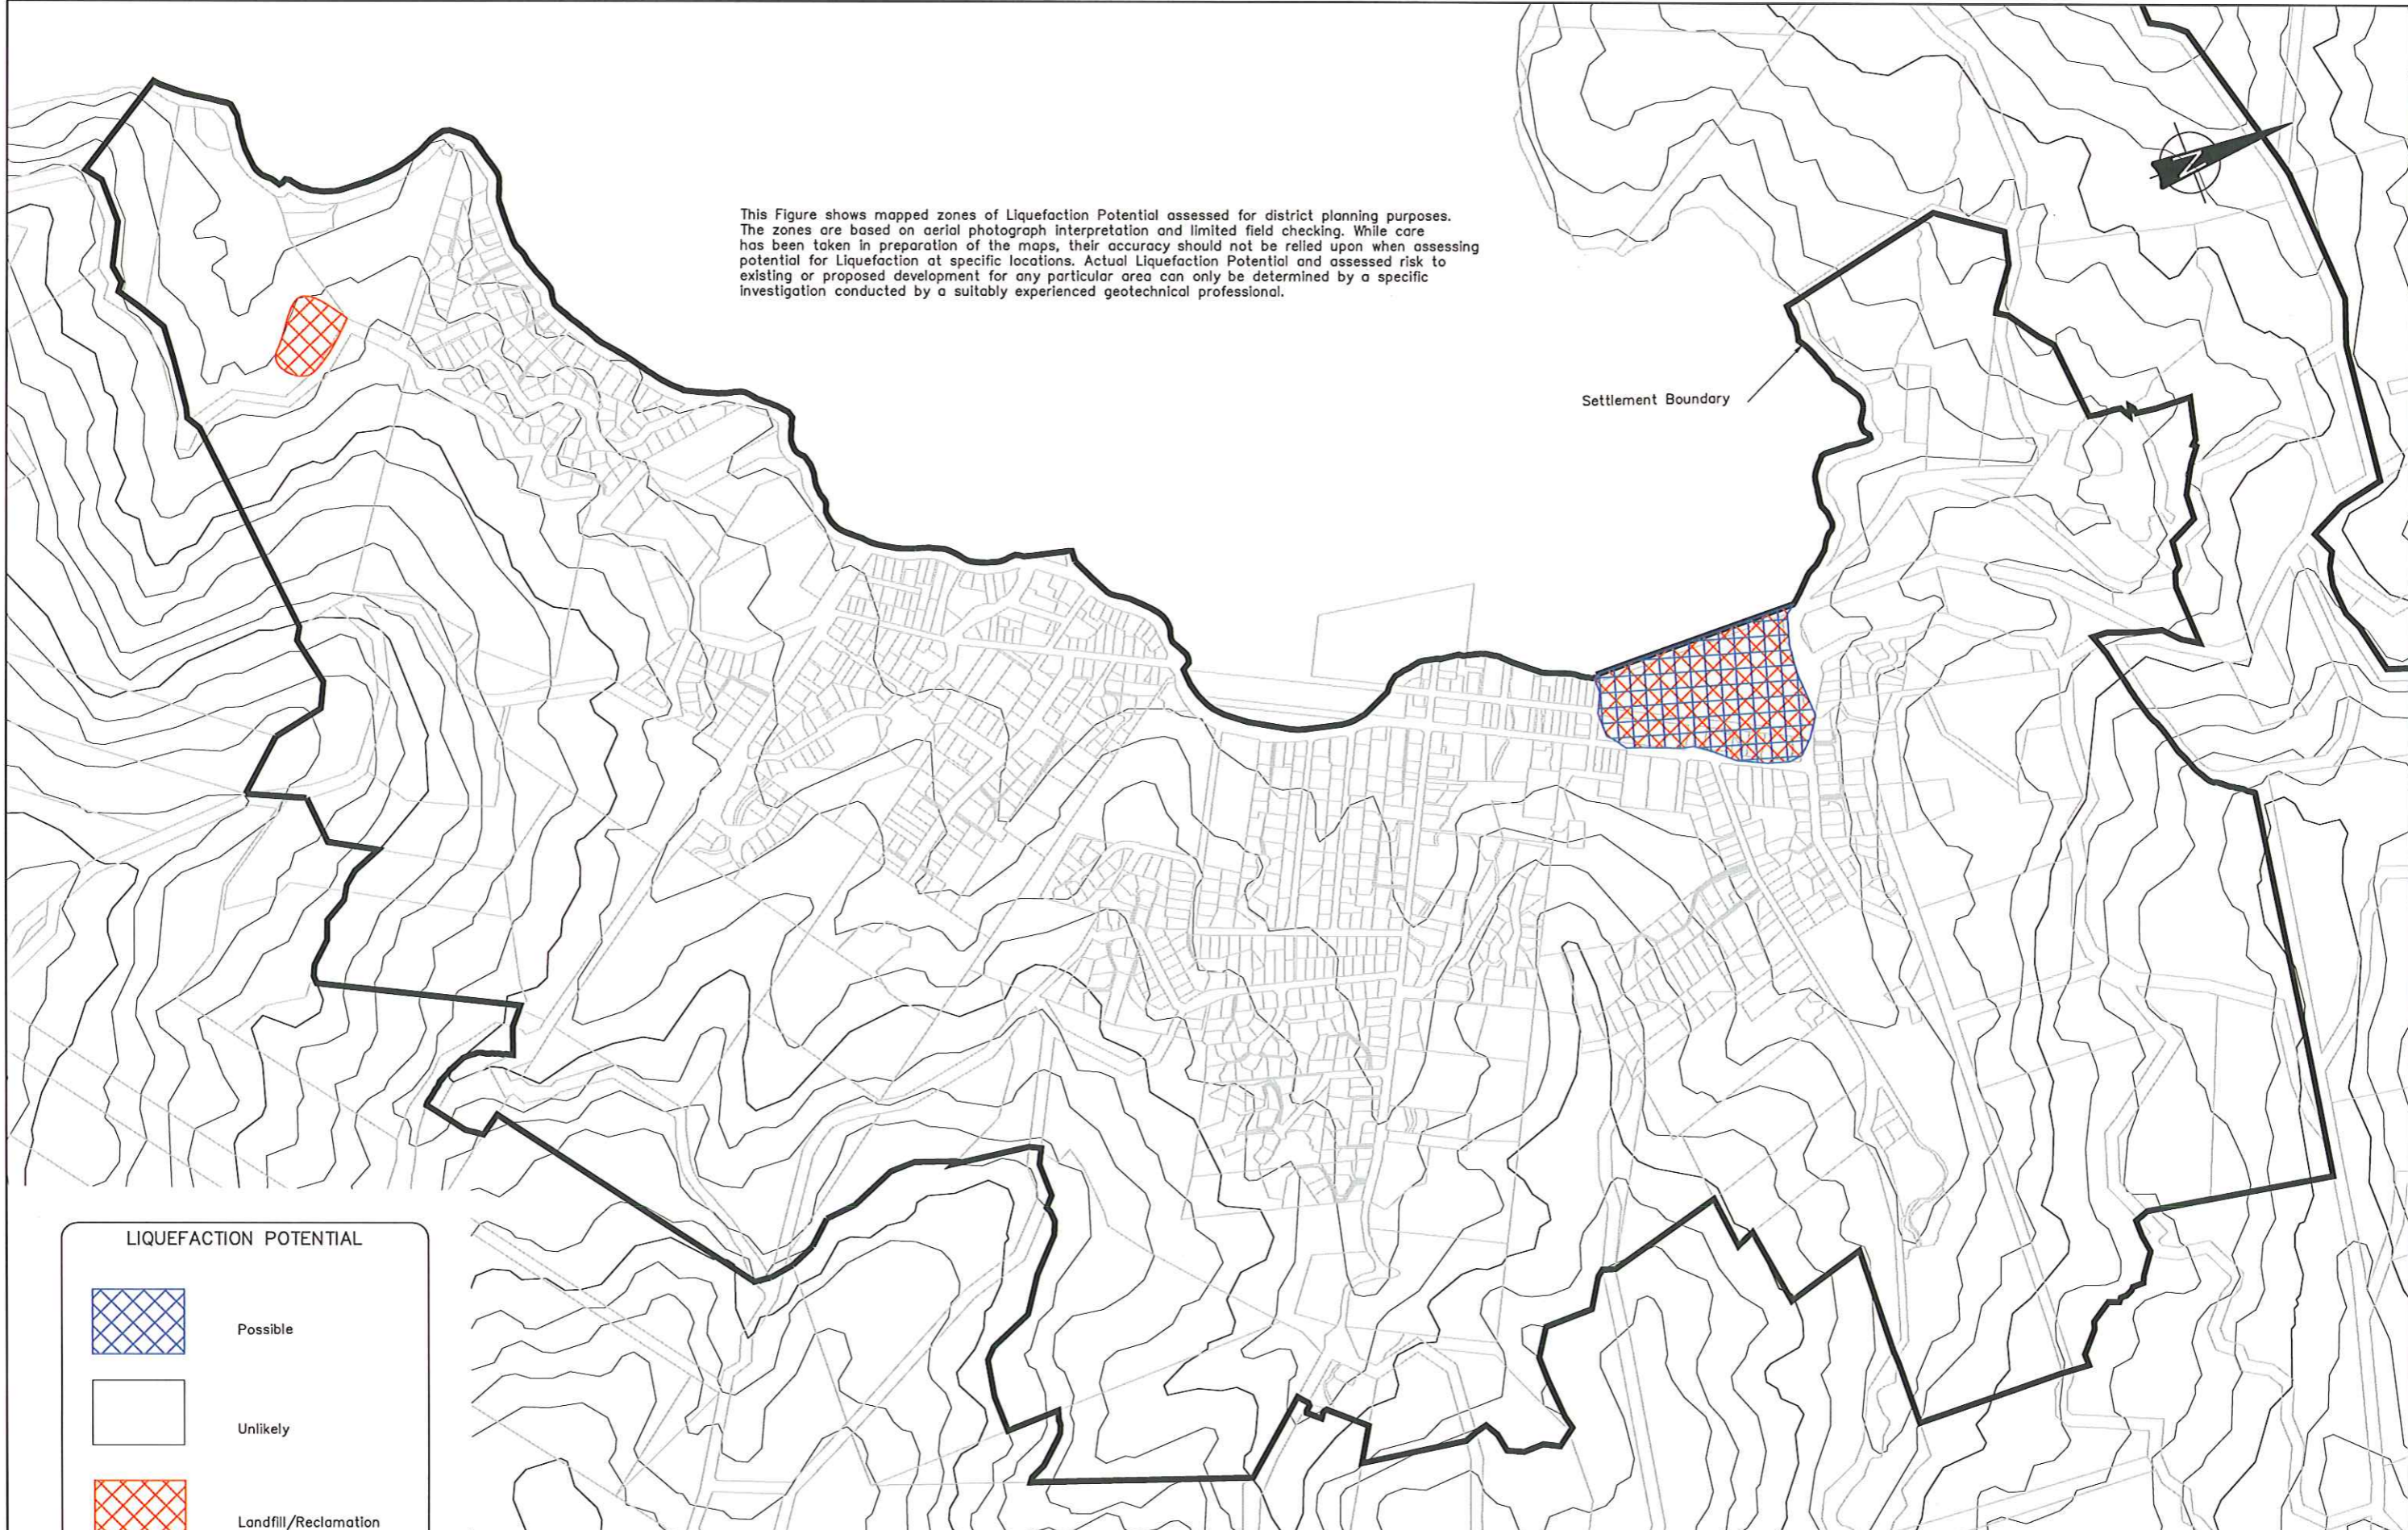 This Figure shows mapped zones of Liquefaction Potential assessed for district planning purposes.
The zones are based on aerial photograph interpretation and limited field checking. While care
has been taken in preparation of the maps, their accuracy should not be relied upon when assessing
potential for Liquefaction at specific locations. Actual Liquefaction Potential and assessed risk to
existing or proposed development for any particular area can only be determined by a specific
investigation conducted by a suitably experienced geotechnical professional.
N
Settlement Boundary
LIQUEFACTION POTENTIAL
Possible
Unlikely
Landfill/Reclamation